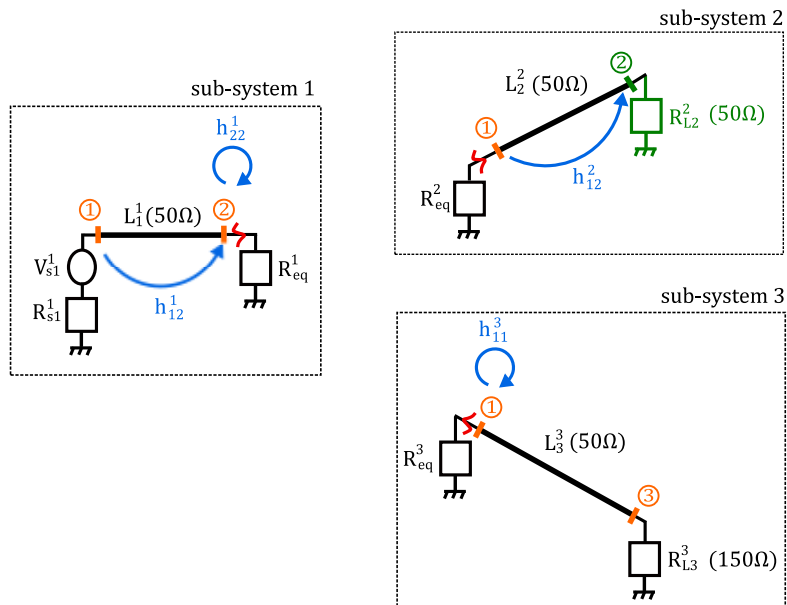 sub-system 1
h¹₂₂
①
L¹₁(50Ω)
②
V¹ₛ₁
R¹ₛ₁
h¹₁₂
R¹eq
sub-system 2
②
L²₂ (50Ω)
①
R²L2 (50Ω)
R²eq
h²₁₂
sub-system 3
h³₁₁
①
L³₃ (50Ω)
R³eq
③
R³L3 (150Ω)